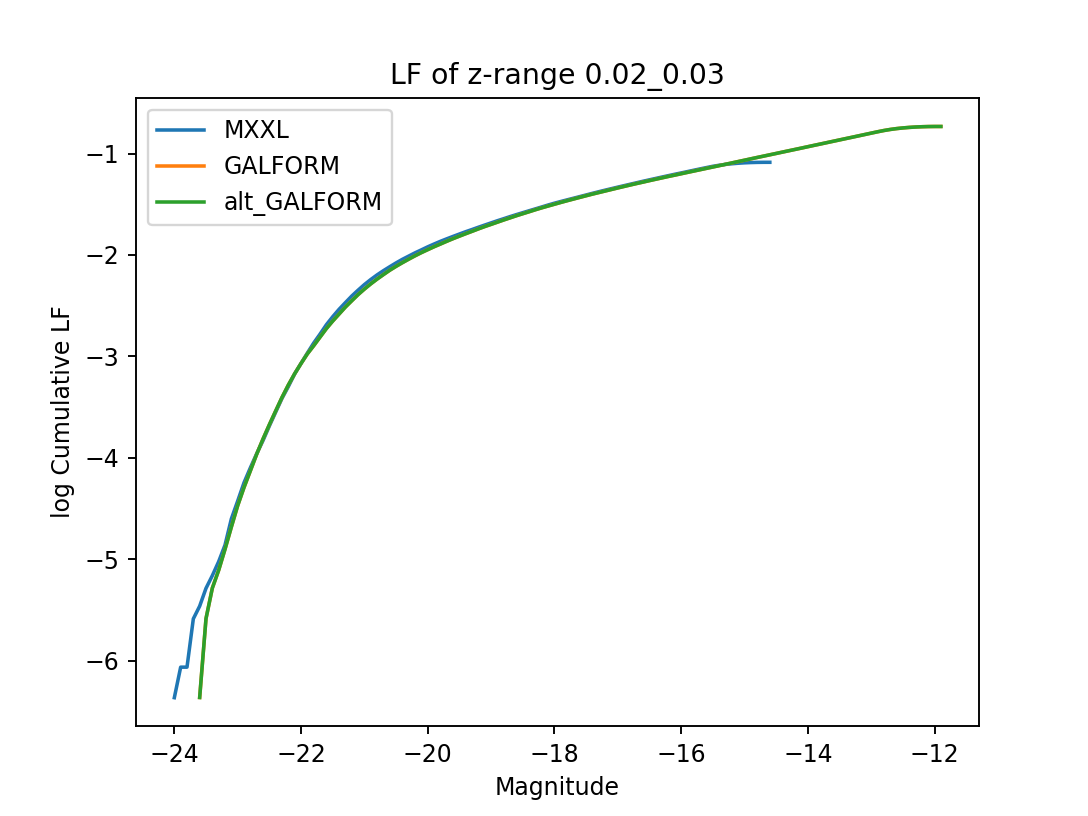 LF of z-range 0.02_0.03
MXXL
GALFORM
alt_GALFORM
−1
−2
−3
−4
−5
−6
log Cumulative LF
−24
−22
−20
−18
−16
−14
−12
Magnitude